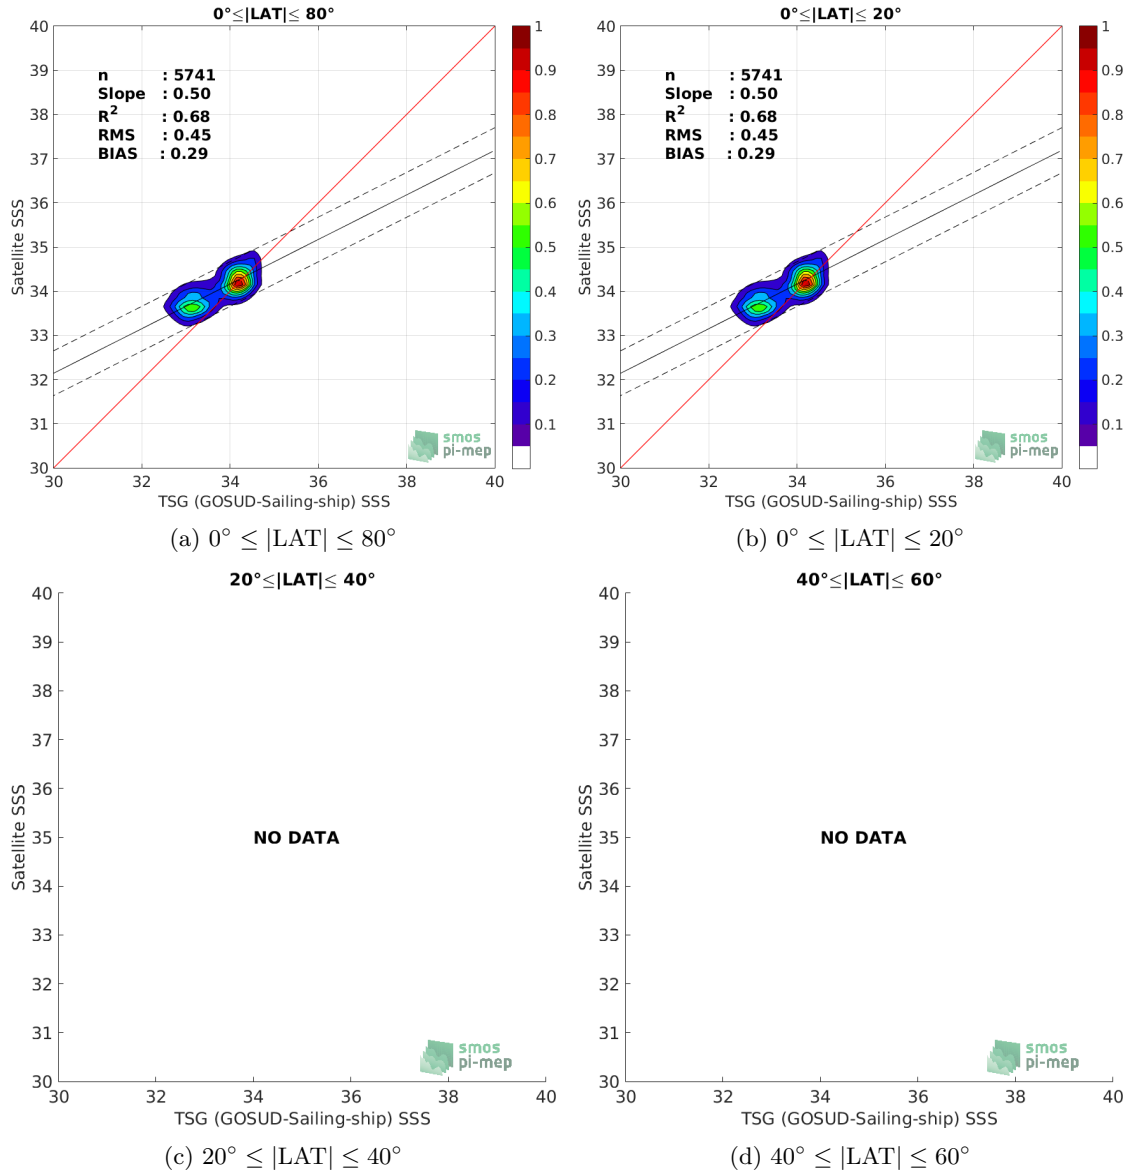 0°≤|LAT|≤ 80°
40
39
38
37
36
35
34
33
32
31
30
Satellite SSS
n : 5741
Slope : 0.50
R² : 0.68
RMS : 0.45
BIAS : 0.29
smos
pi-mep
30 32 34 36 38 40
TSG (GOSUD-Sailing-ship) SSS
1
0.9
0.8
0.7
0.6
0.5
0.4
0.3
0.2
0.1
(a) 0° ≤ |LAT| ≤ 80°
0°≤|LAT|≤ 20°
40
39
38
37
36
35
34
33
32
31
30
Satellite SSS
n : 5741
Slope : 0.50
R² : 0.68
RMS : 0.45
BIAS : 0.29
smos
pi-mep
30 32 34 36 38 40
TSG (GOSUD-Sailing-ship) SSS
1
0.9
0.8
0.7
0.6
0.5
0.4
0.3
0.2
0.1
(b) 0° ≤ |LAT| ≤ 20°
20°≤|LAT|≤ 40°
40
39
38
37
36
35
34
33
32
31
30
Satellite SSS
NO DATA
smos
pi-mep
30 32 34 36 38 40
TSG (GOSUD-Sailing-ship) SSS
(c) 20° ≤ |LAT| ≤ 40°
40°≤|LAT|≤ 60°
40
39
38
37
36
35
34
33
32
31
30
Satellite SSS
NO DATA
smos
pi-mep
30 32 34 36 38 40
TSG (GOSUD-Sailing-ship) SSS
(d) 40° ≤ |LAT| ≤ 60°